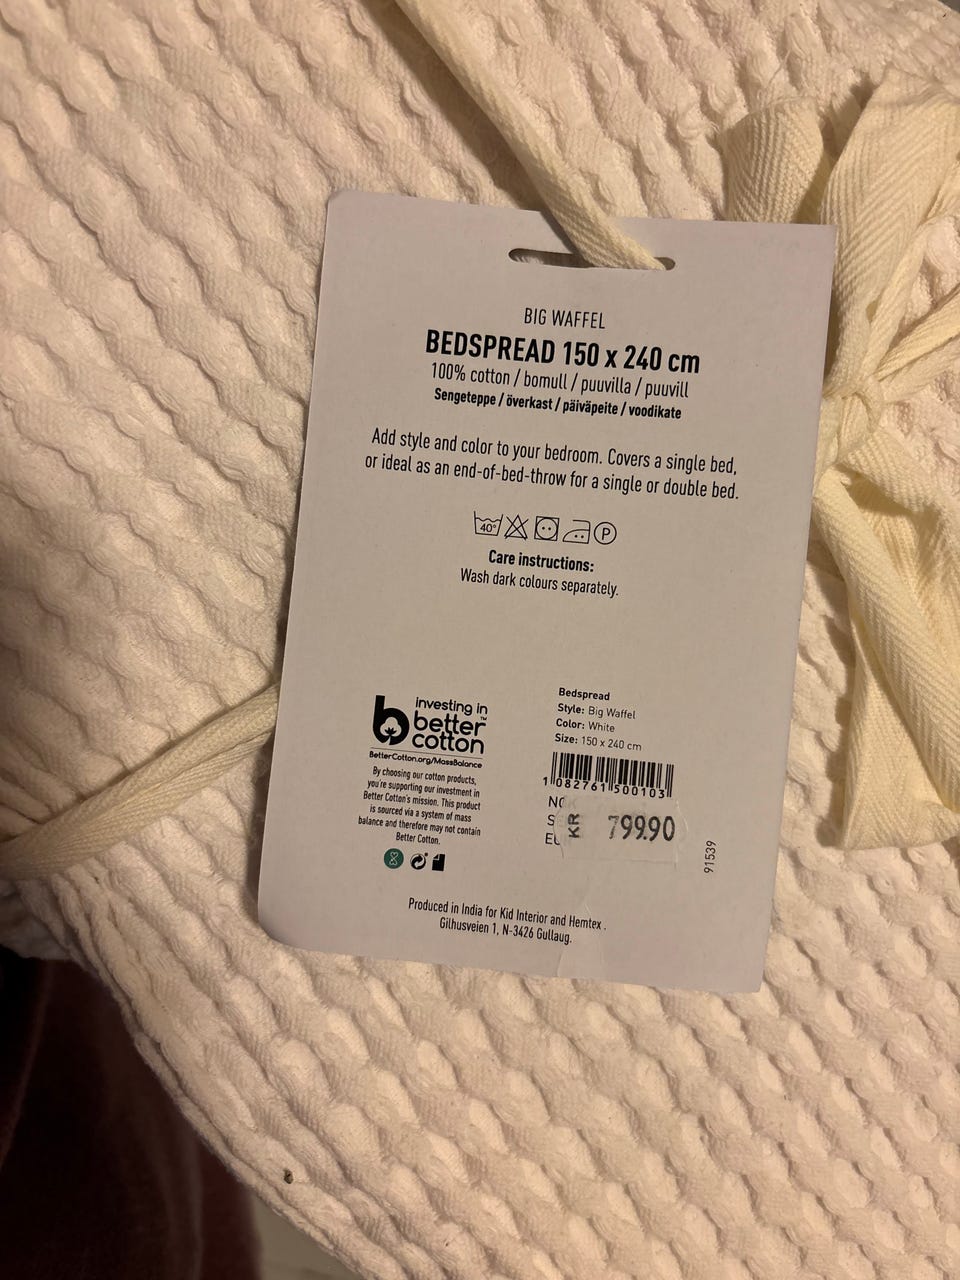 BIG WAFFEL
BEDSPREAD 150 x 240 cm
100% cotton / bomull / puuvilla / puuvill
Sengeteppe / överkast / päiväpeite / voodikate
Add style and color to your bedroom. Covers a single bed,
or ideal as an end-of-bed-throw for a single or double bed.
40°
P
Care instructions:
Wash dark colours separately.
investing in
better™
cotton
BetterCotton.org/MassBalance
By choosing our cotton products,
you're supporting our investment in
Better Cotton's mission. This product
is sourced via a system of mass
balance and therefore may not contain
Better Cotton.
Bedspread
Style: Big Waffel
Color: White
Size: 150 x 240 cm
1 082761 500103
KR 799.90
91539
Produced in India for Kid Interior and Hemtex.
Gilhusveien 1, N-3426 Gullaug.